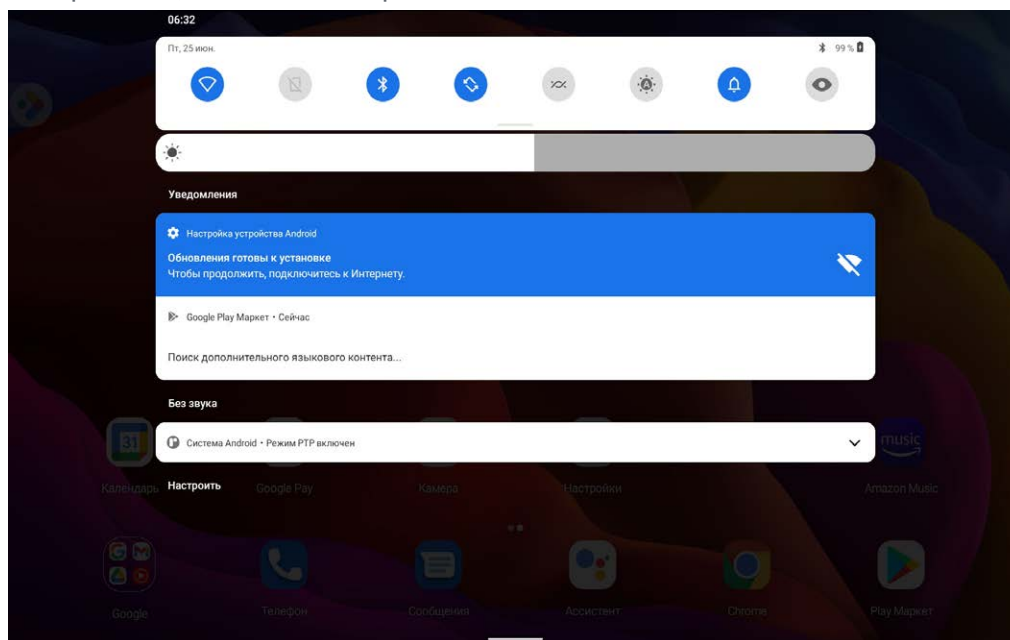 06:32
Пт, 25 июн.
99 %
Уведомления
Настройка устройства Android
Обновления готовы к установке
Чтобы продолжить, подключитесь к Интернету.
Google Play Маркет • Сейчас
Поиск дополнительного языкового контента...
Без звука
Система Android • Режим PTP включен
31
music
Календарь
Настроить
Google Pay
Камера
Настройки
Amazon Music
Google
Телефон
Сообщения
Ассистент
Chrome
Play Маркет